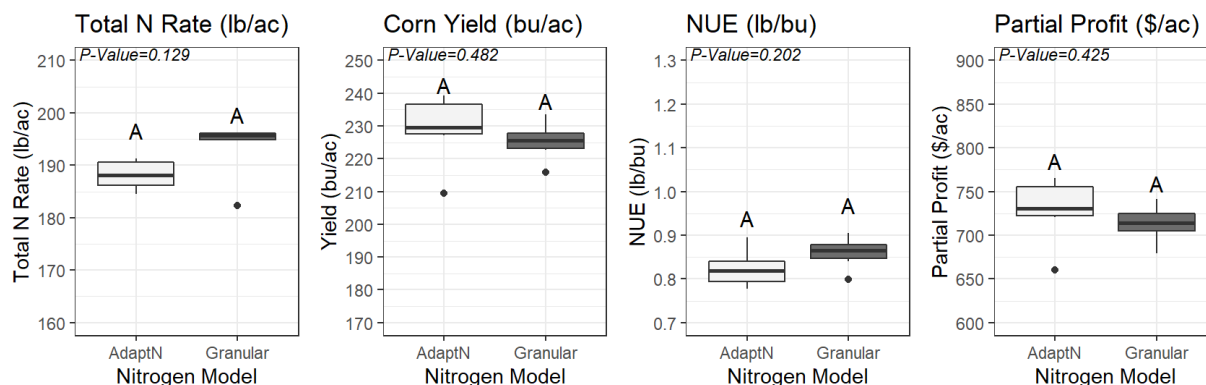 Total N Rate (lb/ac)
P-Value=0.129
Total N Rate (lb/ac)
210
200
190
180
170
160
A
A
AdaptN
Granular
Nitrogen Model
Corn Yield (bu/ac)
P-Value=0.482
Yield (bu/ac)
250
240
230
220
210
200
190
180
170
A
A
AdaptN
Granular
Nitrogen Model
NUE (lb/bu)
P-Value=0.202
NUE (lb/bu)
1.3
1.2
1.1
1.0
0.9
0.8
0.7
A
A
AdaptN
Granular
Nitrogen Model
Partial Profit ($/ac)
P-Value=0.425
Partial Profit ($/ac)
900
850
800
750
700
650
600
A
A
AdaptN
Granular
Nitrogen Model